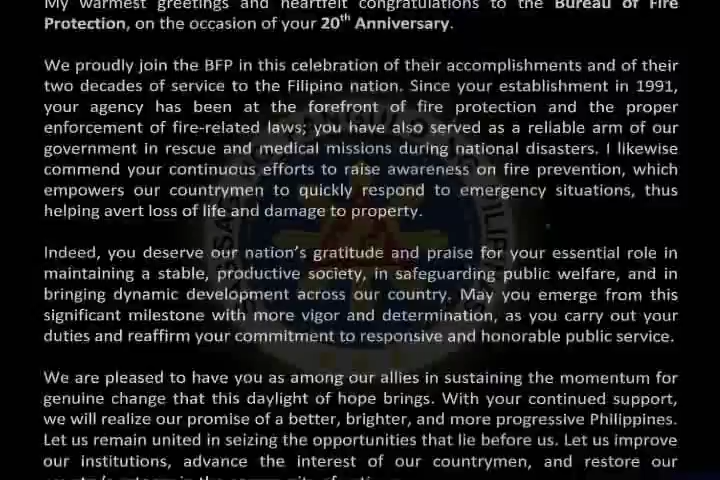 My warmest greetings and heartfelt congratulations to the Bureau of Fire
Protection, on the occasion of your 20th Anniversary.
We proudly join the BFP in this celebration of their accomplishments and of their
two decades of service to the Filipino nation. Since your establishment in 1991,
your agency has been at the forefront of fire protection and the proper
enforcement of fire-related laws; you have also served as a reliable arm of our
government in rescue and medical missions during national disasters. I likewise
commend your continuous efforts to raise awareness on fire prevention, which
empowers our countrymen to quickly respond to emergency situations, thus
helping avert loss of life and damage to property.
Indeed, you deserve our nation's gratitude and praise for your essential role in
maintaining a stable, productive society, in safeguarding public welfare, and in
bringing dynamic development across our country. May you emerge from this
significant milestone with more vigor and determination, as you carry out your
duties and reaffirm your commitment to responsive and honorable public service.
We are pleased to have you as among our allies in sustaining the momentum for
genuine change that this daylight of hope brings. With your continued support,
we will realize our promise of a better, brighter, and more progressive Philippines.
Let us remain united in seizing the opportunities that lie before us. Let us improve
our institutions, advance the interest of our countrymen, and restore our